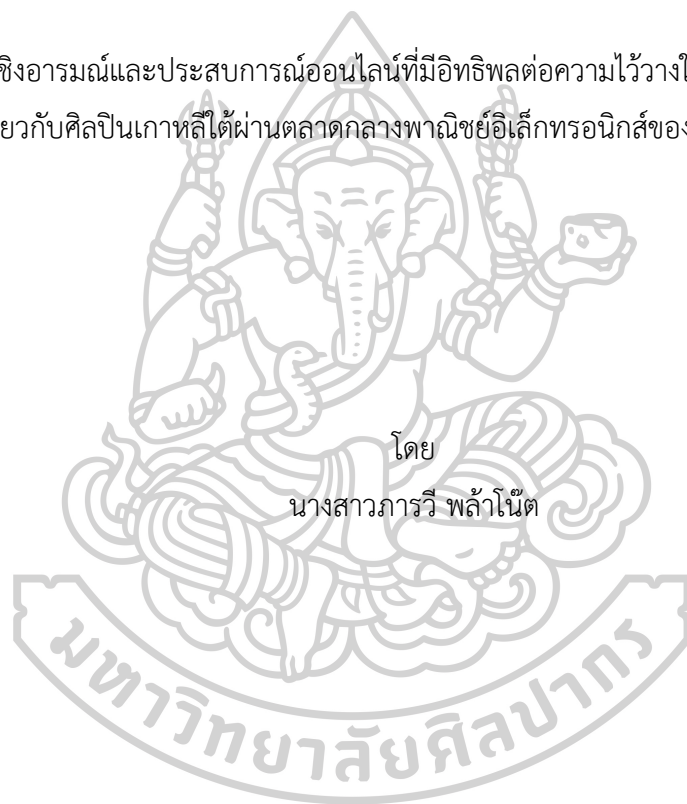 ชิงอารมณ์และประสบการณ์ออนไลน์ที่มีอิทธิพลต่อความไว้วางใ
ยวกับศิลปินเกาหลีใต้ผ่านตลาดกลางพาณิชย์อิเล็กทรอนิกส์ของ
โดย
นางสาวภารวี พล้าโน๊ต
มหาวิทยาลัยศิลปากร